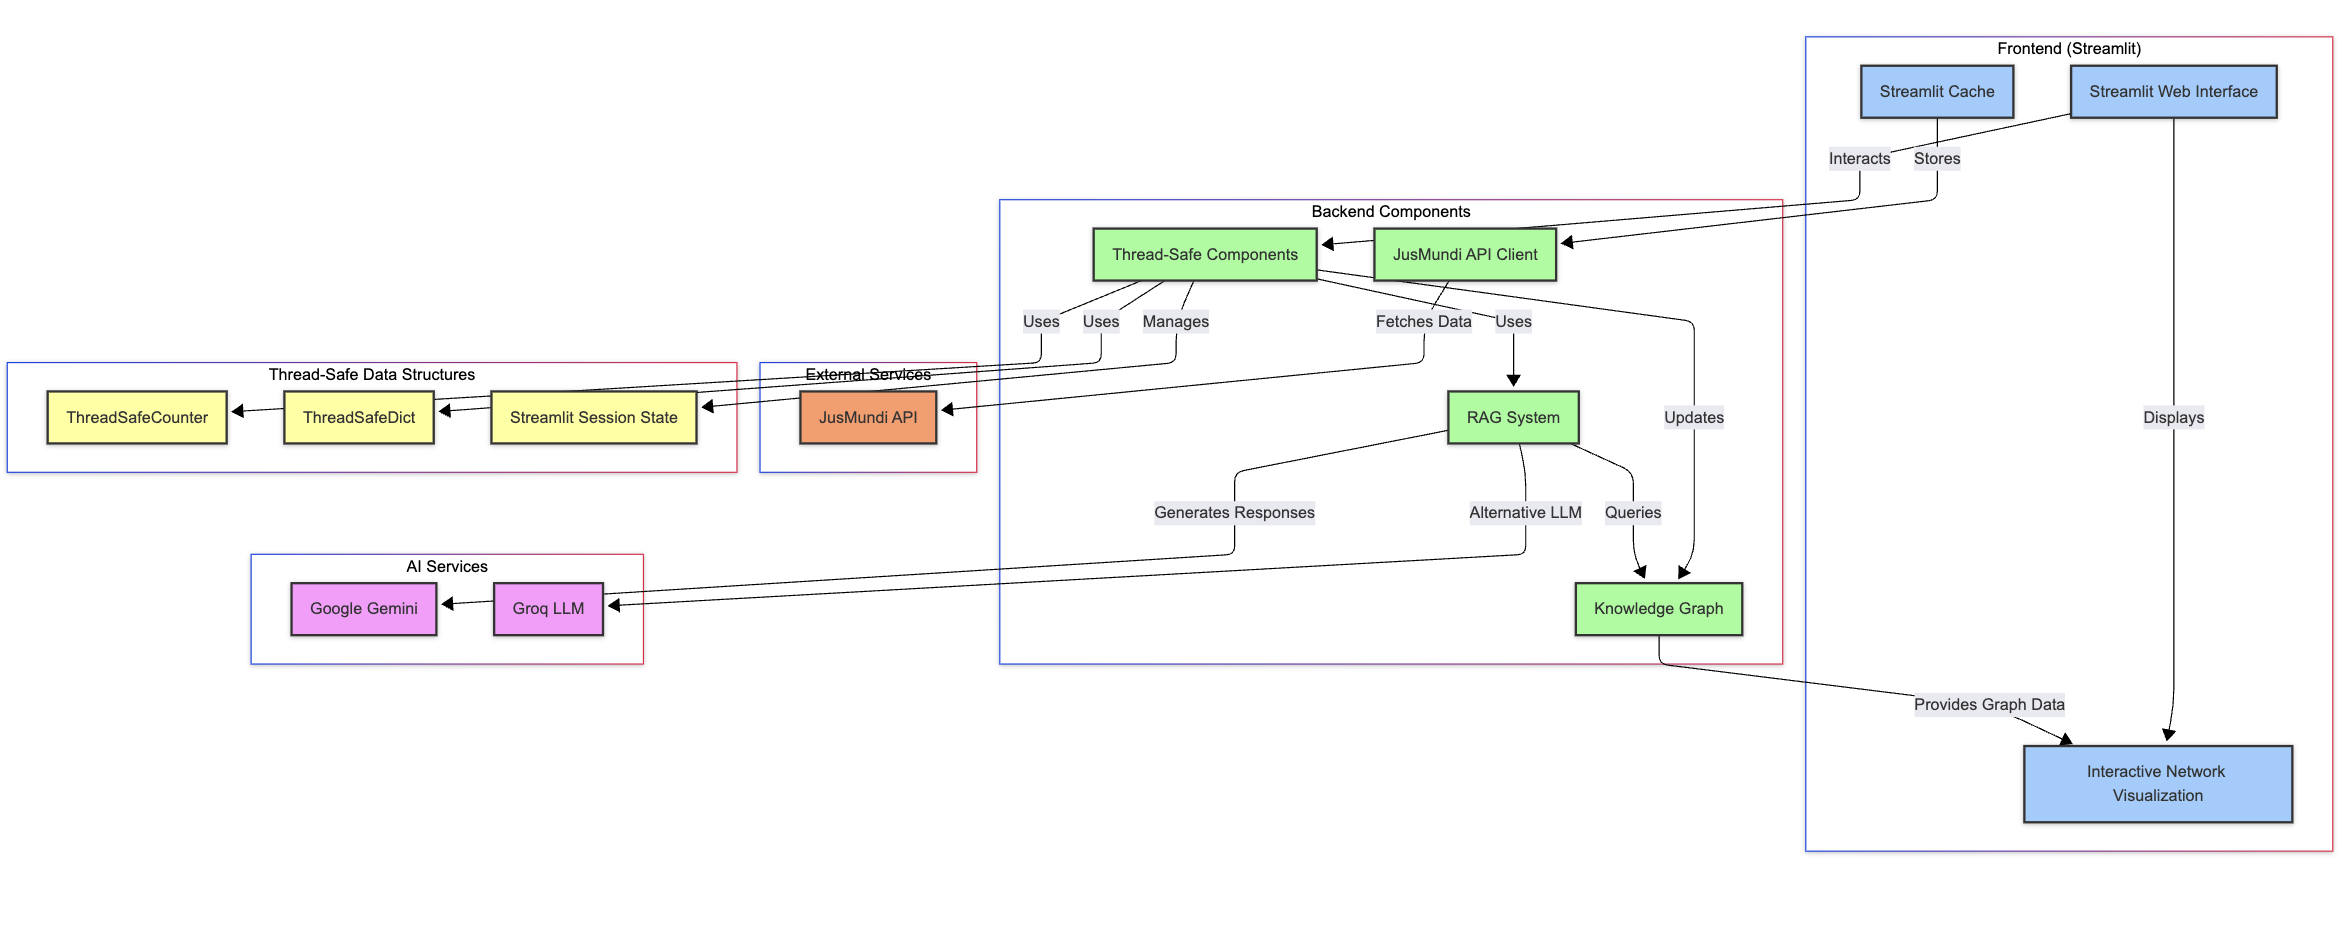 Frontend (Streamlit)
Streamlit Cache
Streamlit Web Interface
Interacts
Stores
Backend Components
Thread-Safe Components
JusMundi API Client
Uses
Uses
Manages
Fetches Data
Uses
Thread-Safe Data Structures
External Services
ThreadSafeCounter
ThreadSafeDict
Streamlit Session State
JusMundi API
RAG System
Updates
Displays
Generates Responses
Alternative LLM
Queries
AI Services
Google Gemini
Groq LLM
Knowledge Graph
Provides Graph Data
Interactive Network
Visualization